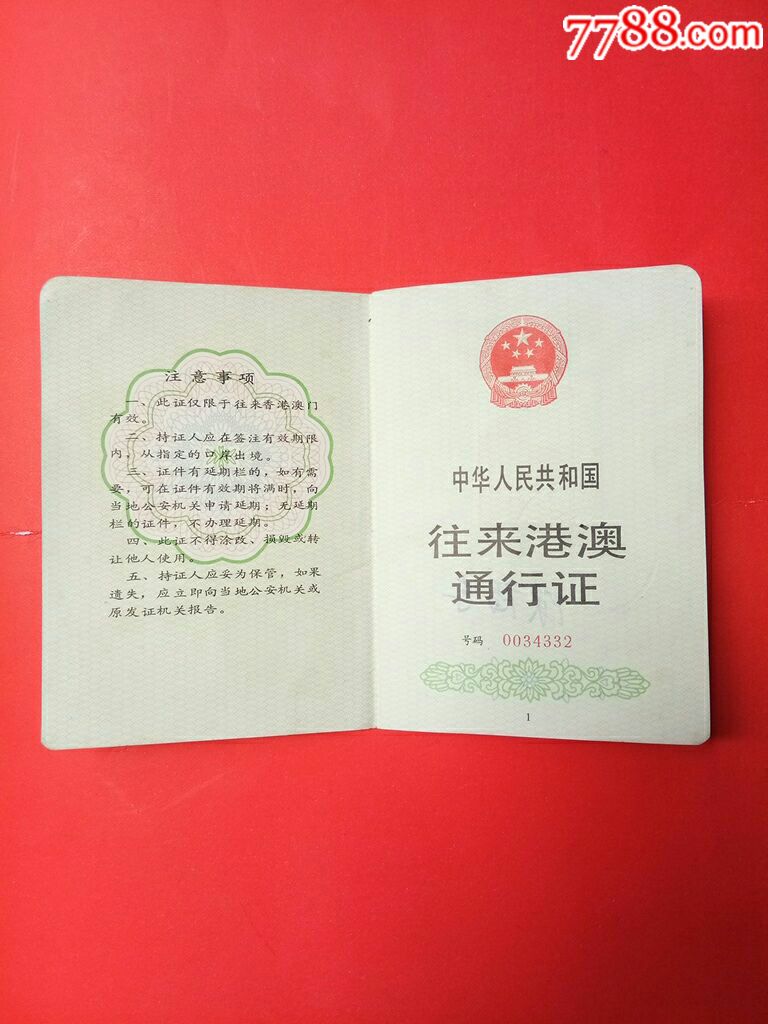 7788.com
注意事项
一、此证仅限于往来香港澳门
有效。
二、持证人应在签注有效期限
内，从指定的口岸出境。
三、证件有延期栏的，如有需
要，可在证件有效期将满时，向
当地公安机关申请延期；无延期
栏的证件，不办理延期。
四、此证不得涂改、损毁或转
让他人使用。
五、持证人应妥为保管，如果
遗失，应立即向当地公安机关或
原发证机关报告。
中华人民共和国
往来港澳
通行证
号码 0034332
1